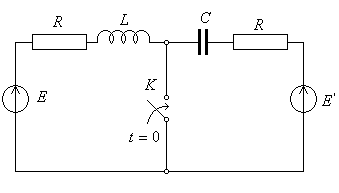 R L C R
K
E E'
t = 0